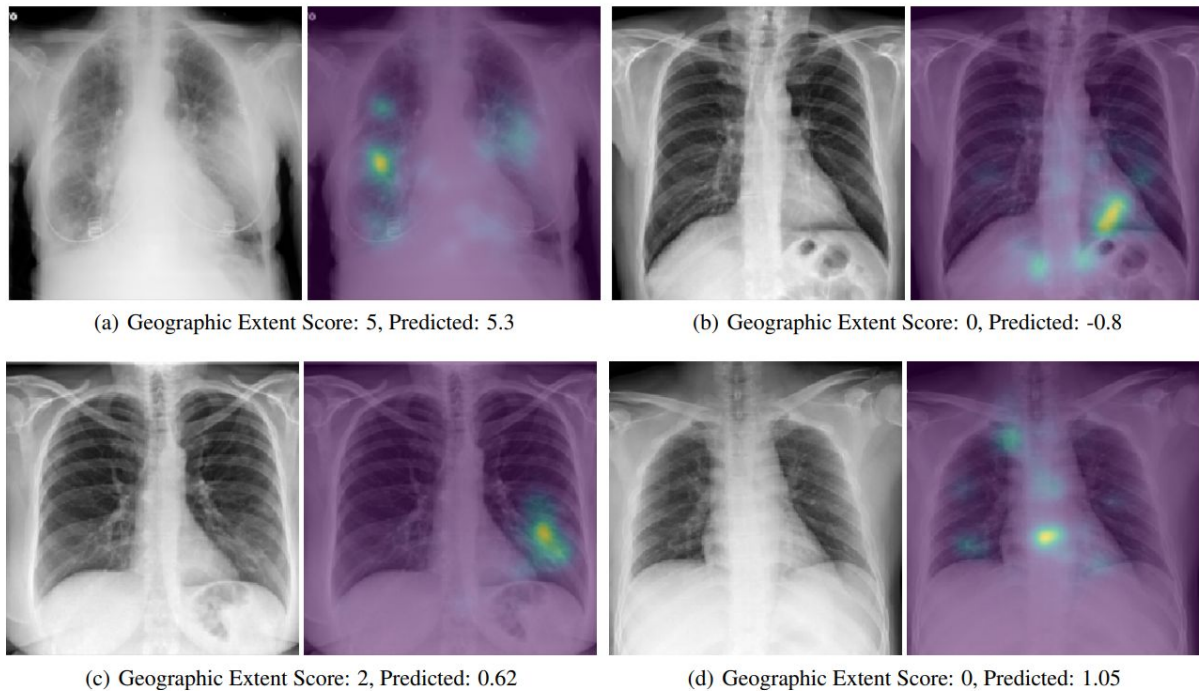 (a) Geographic Extent Score: 5, Predicted: 5.3
(b) Geographic Extent Score: 0, Predicted: -0.8
(c) Geographic Extent Score: 2, Predicted: 0.62
(d) Geographic Extent Score: 0, Predicted: 1.05